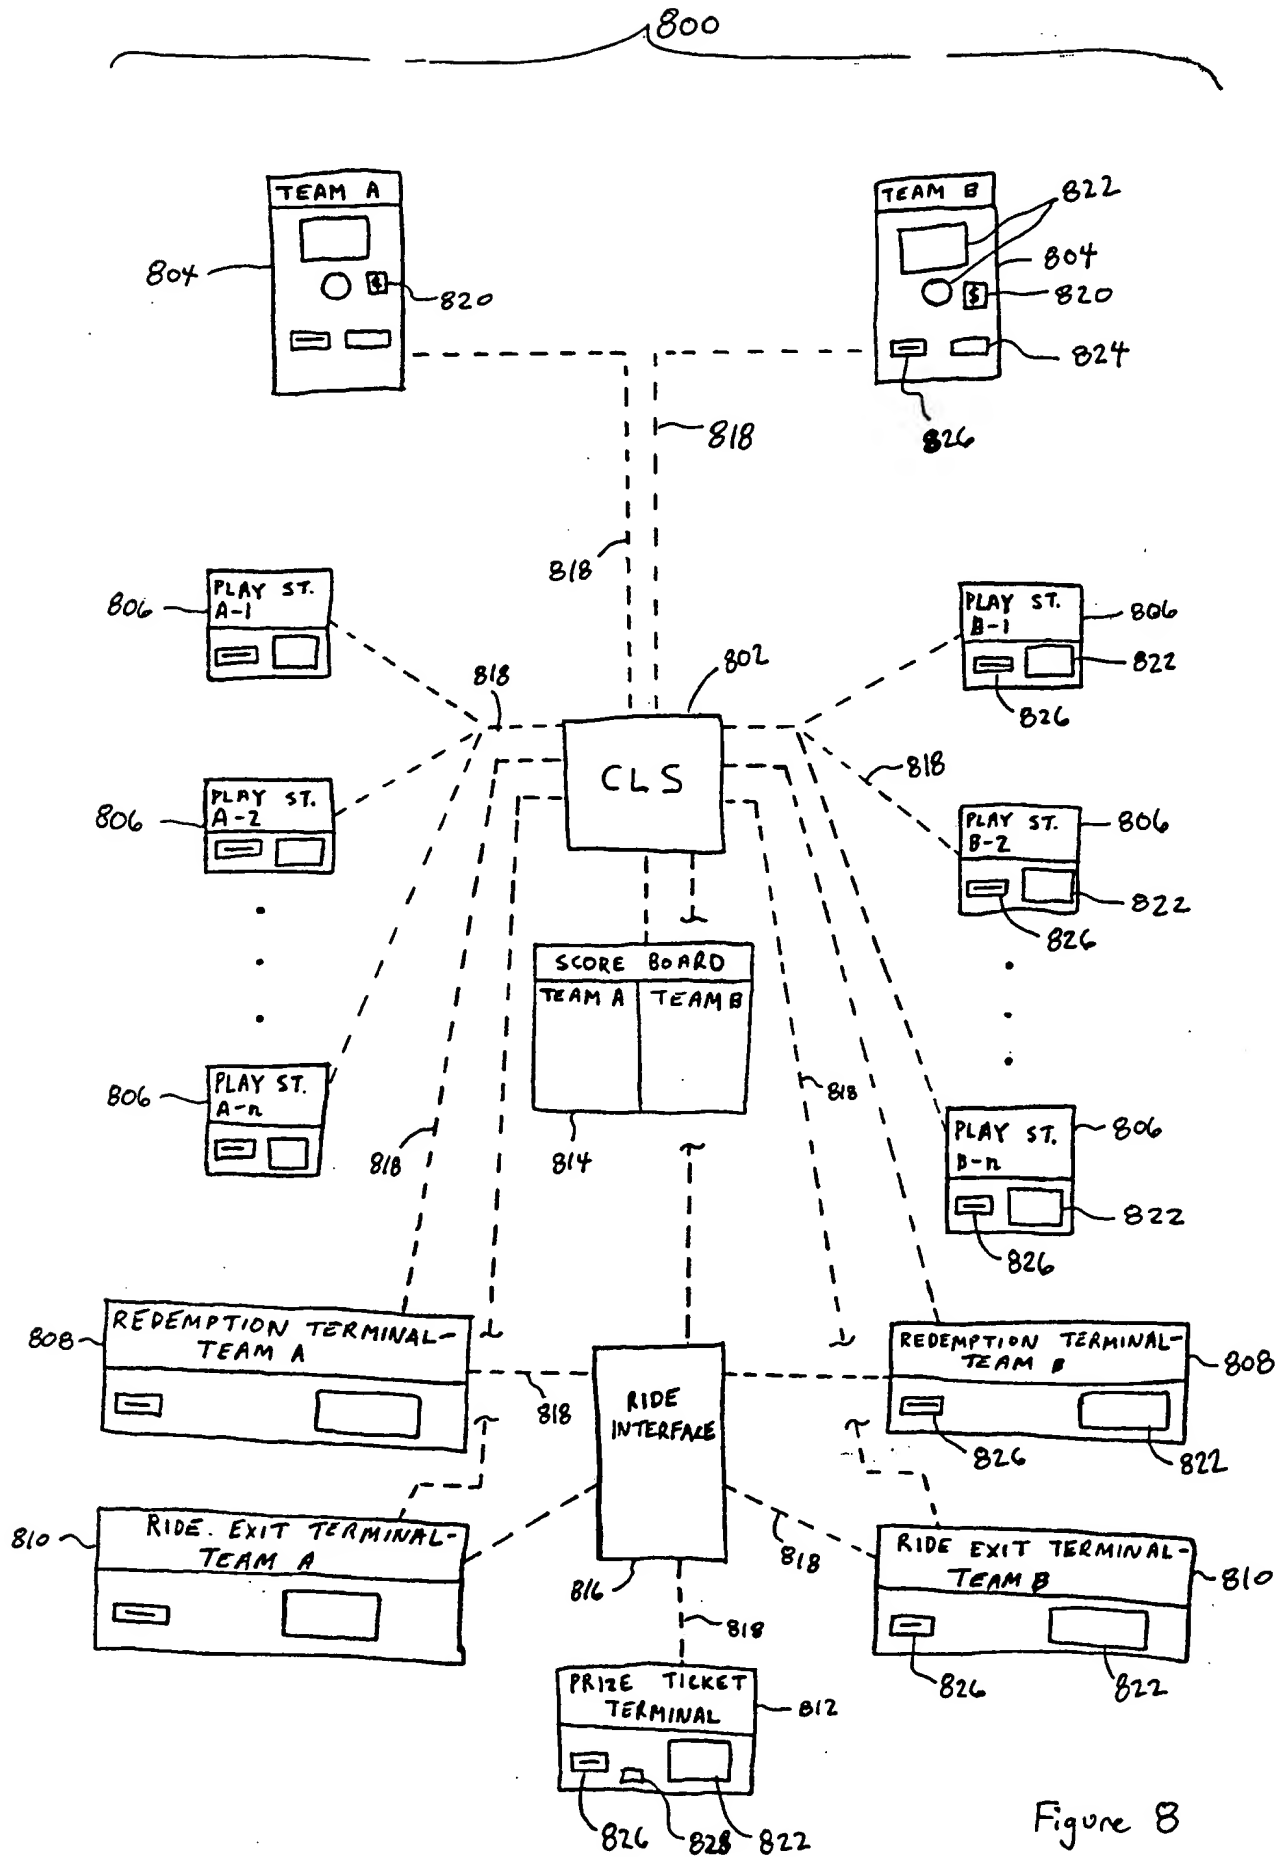 800
TEAM A
TEAM B
822
804
804
$
820
$
820
824
826
818
818
PLAY ST.
A-1
806
PLAY ST.
B-1
806
822
826
802
818
CLS
818
PLAY ST.
A-2
806
PLAY ST.
B-2
806
822
826
SCORE BOARD
TEAM A
TEAM B
814
PLAY ST.
A-n
806
818
818
PLAY ST.
B-n
806
822
826
REDEMPTION TERMINAL-
TEAM A
808
818
RIDE
INTERFACE
816
REDEMPTION TERMINAL-
TEAM B
808
826
822
RIDE. EXIT TERMINAL-
TEAM A
810
818
RIDE EXIT TERMINAL-
TEAM B
810
826
822
818
PRIZE TICKET
TERMINAL
812
826
828
822
Figure 8